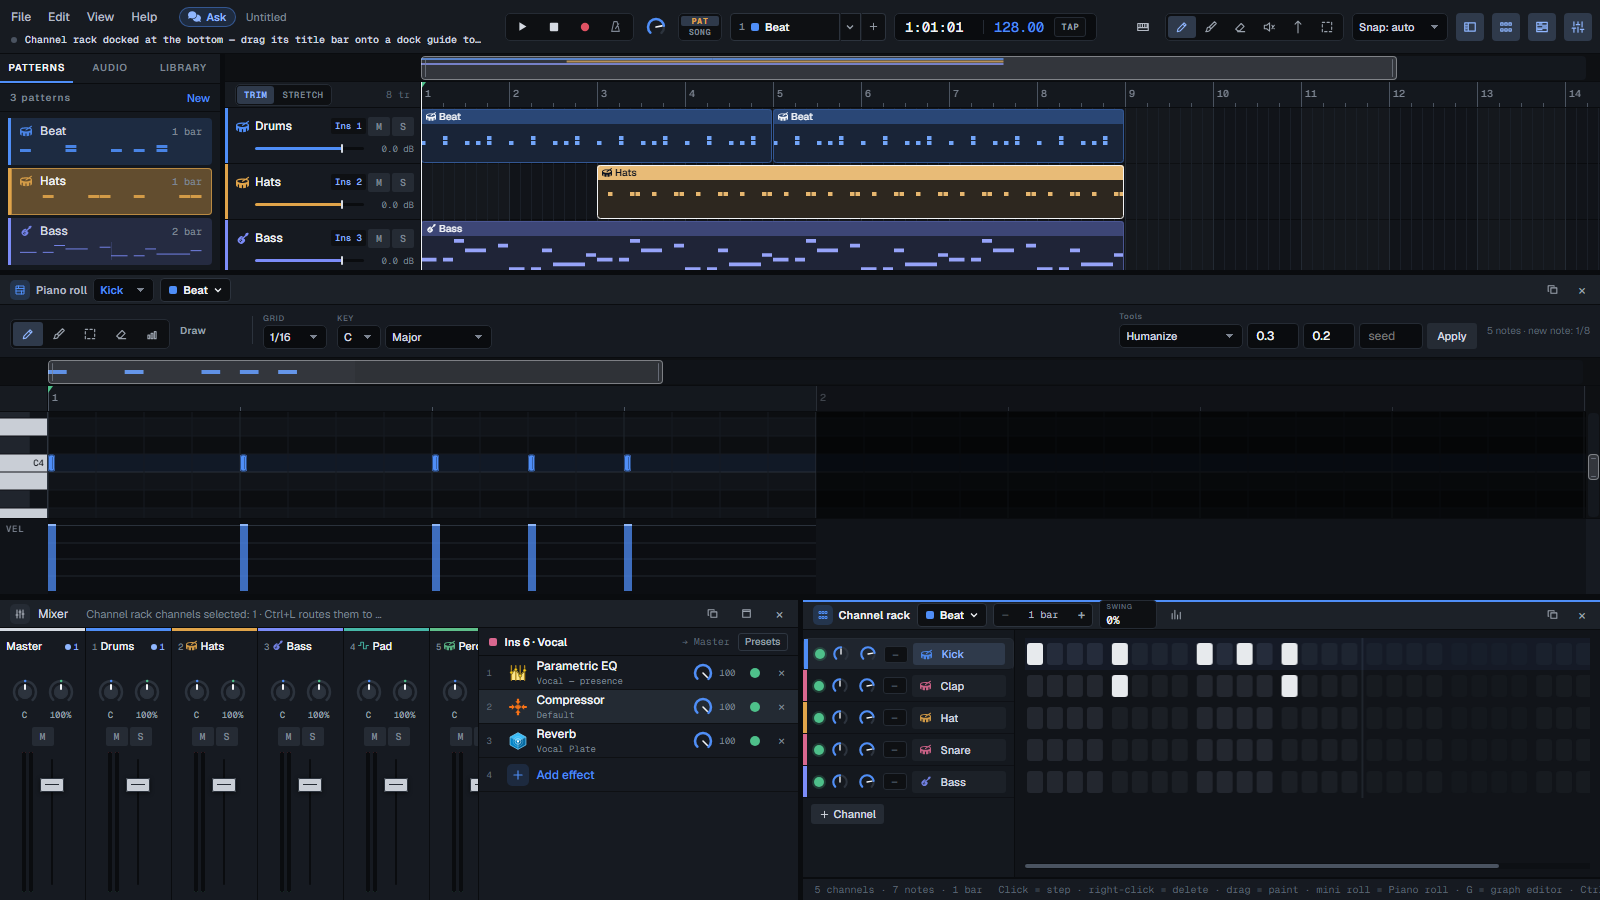 File Edit View Help Ask Untitled
Channel rack docked at the bottom — drag its title bar onto a dock guide to…
PAT
SONG
1 Beat
1:01:01 128.00 TAP
Snap: auto
PATTERNS AUDIO LIBRARY
3 patterns New
Beat 1 bar
Hats 1 bar
Bass 2 bar
TRIM STRETCH 8 tr
1 2 3 4 5 6 7 8 9 10 11 12 13 14
Drums Ins 1 M S
0.0 dB
Hats Ins 2 M S
0.0 dB
Bass Ins 3 M S
0.0 dB
Beat Beat
Hats
Bass
Piano roll Kick Beat
Draw
GRID
1/16
KEY
C Major
Tools
Humanize 0.3 0.2 seed Apply 5 notes · new note: 1/8
1 2
C4
VEL
Mixer Channel rack channels selected: 1 · Ctrl+L routes them to …
Master 1
1 Drums 1
2 Hats
3 Bass
4 Pad
5 Perc
C 100% C 100% C 100% C 100% C 100% C
M M S M S M S M S M
Ins 6 · Vocal → Master Presets
1 Parametric EQ 100
Vocal — presence
2 Compressor 100
Default
3 Reverb 100
Vocal Plate
4 + Add effect
Channel rack Beat − 1 bar +
SWING
0%
Kick
Clap
Hat
Snare
Bass
+ Channel
5 channels · 7 notes · 1 bar Click = step · right-click = delete · drag = paint · mini roll = Piano roll · G = graph editor · Ctr